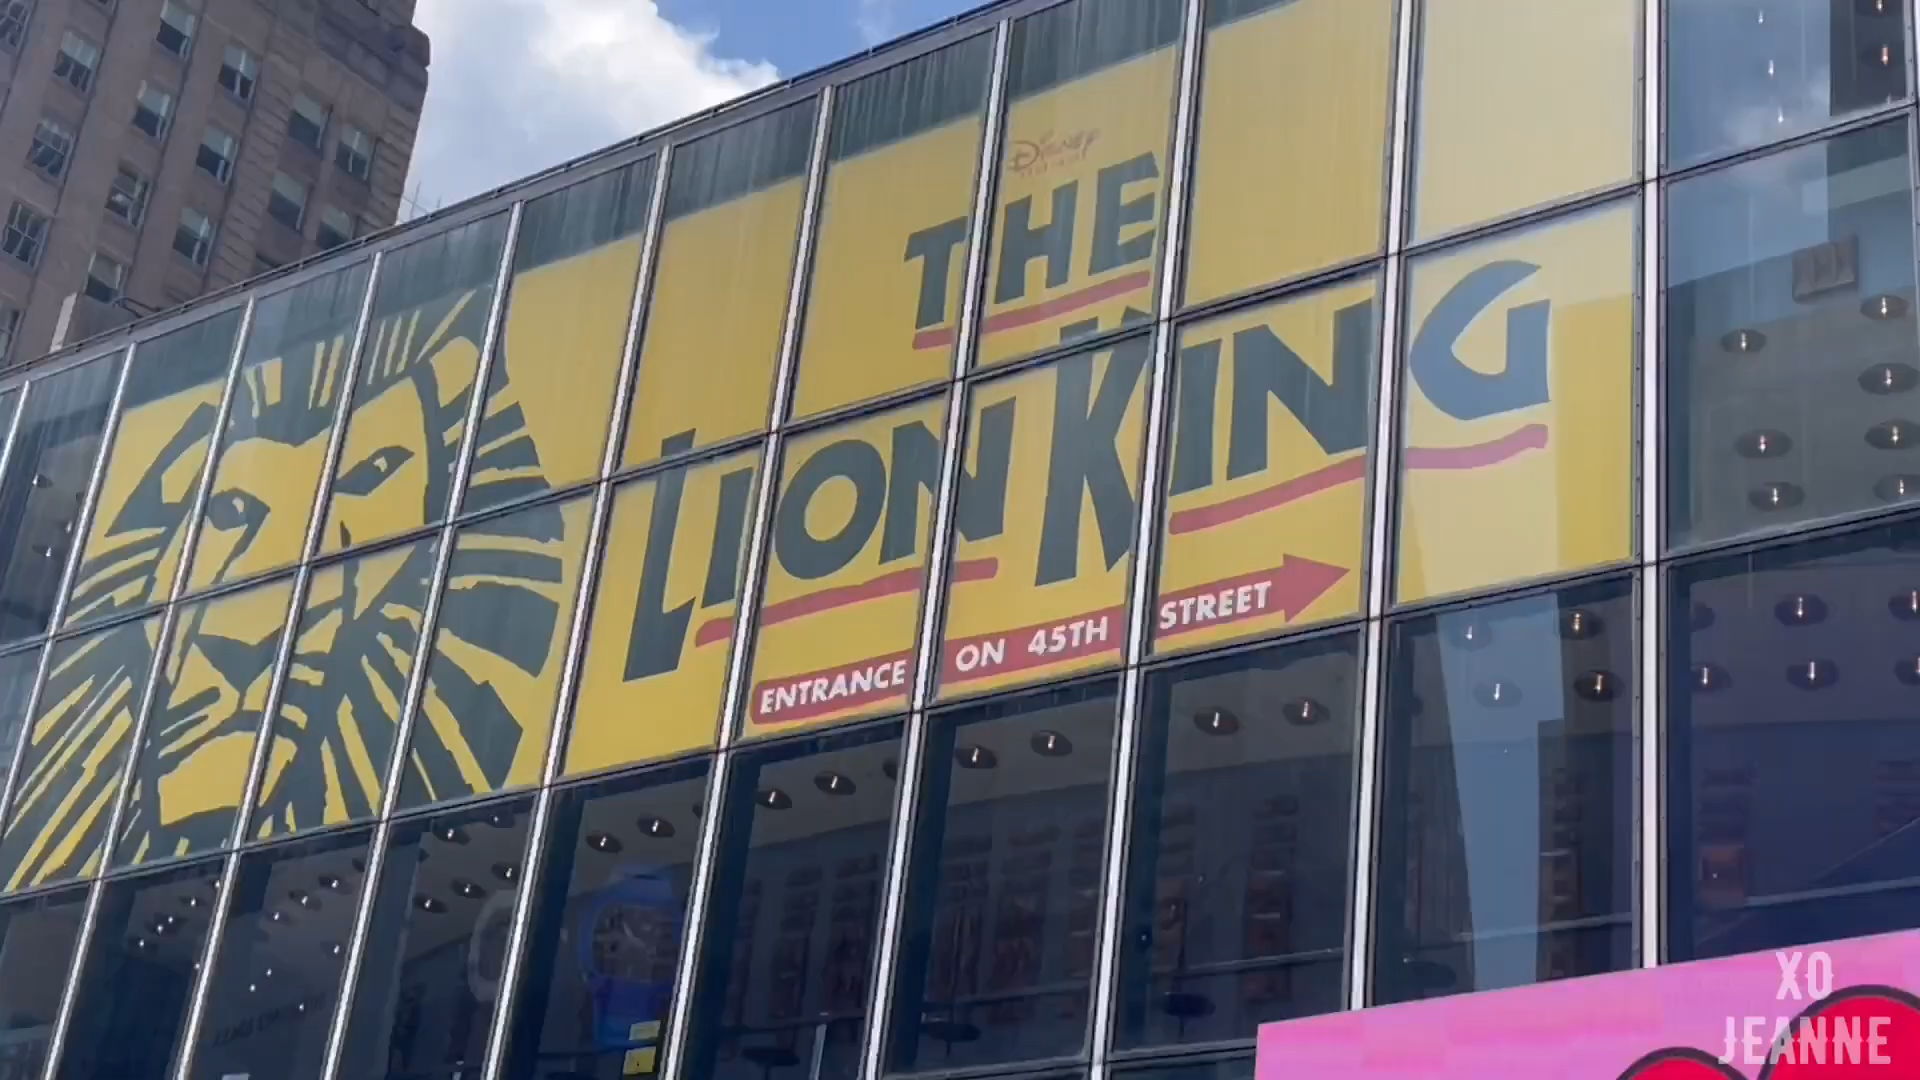 Disney
THE
LION KING
ENTRANCE ON 45TH STREET
XO
JEANNE